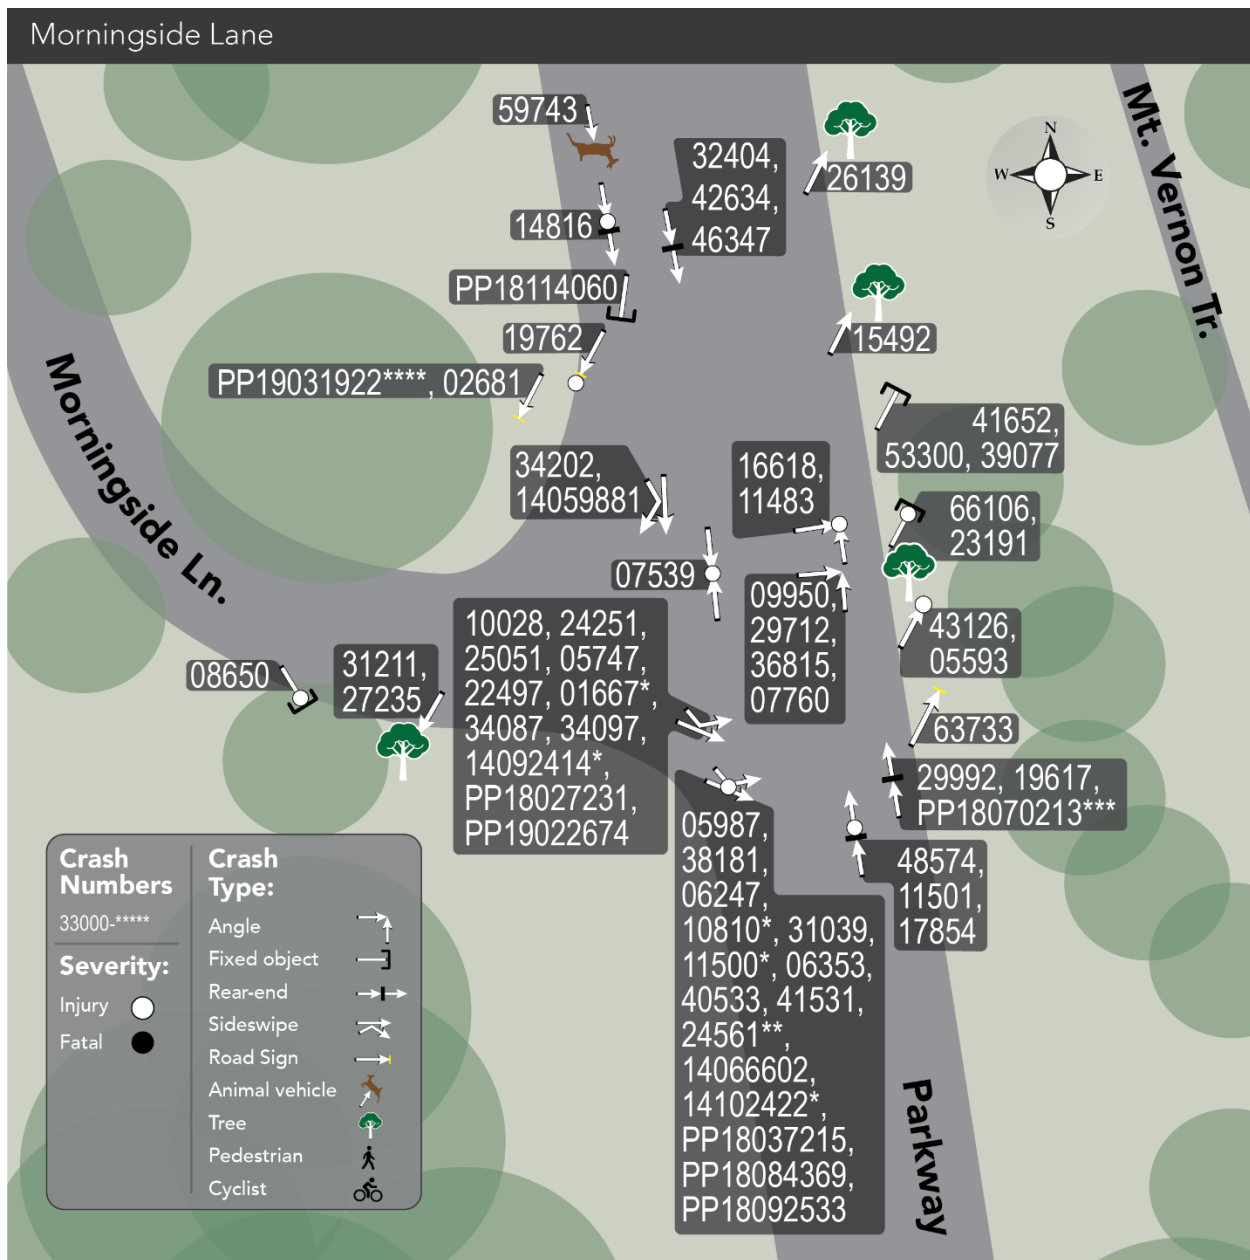 Morningside Lane
59743
14816
32404,
42634,
46347
26139
Mt. Vernon Tr.
N
W
E
S
PP18114060
19762
15492
PP19031922****, 02681
41652,
53300, 39077
Morningside Ln.
34202,
14059881
16618,
11483
66106,
23191
07539
09950,
29712,
36815,
07760
43126,
05593
08650
31211,
27235
10028, 24251,
25051, 05747,
22497, 01667*,
34087, 34097,
14092414*,
PP18027231,
PP19022674
63733
29992, 19617,
PP18070213***
48574,
11501,
17854
05987,
38181,
06247,
10810*, 31039,
11500*, 06353,
40533, 41531,
24561**,
14066602,
14102422*,
PP18037215,
PP18084369,
PP18092533
Parkway
Crash
Numbers
33000-*****
Severity:
Injury
Fatal
Crash
Type:
Angle
Fixed object
Rear-end
Sideswipe
Road Sign
Animal vehicle
Tree
Pedestrian
Cyclist